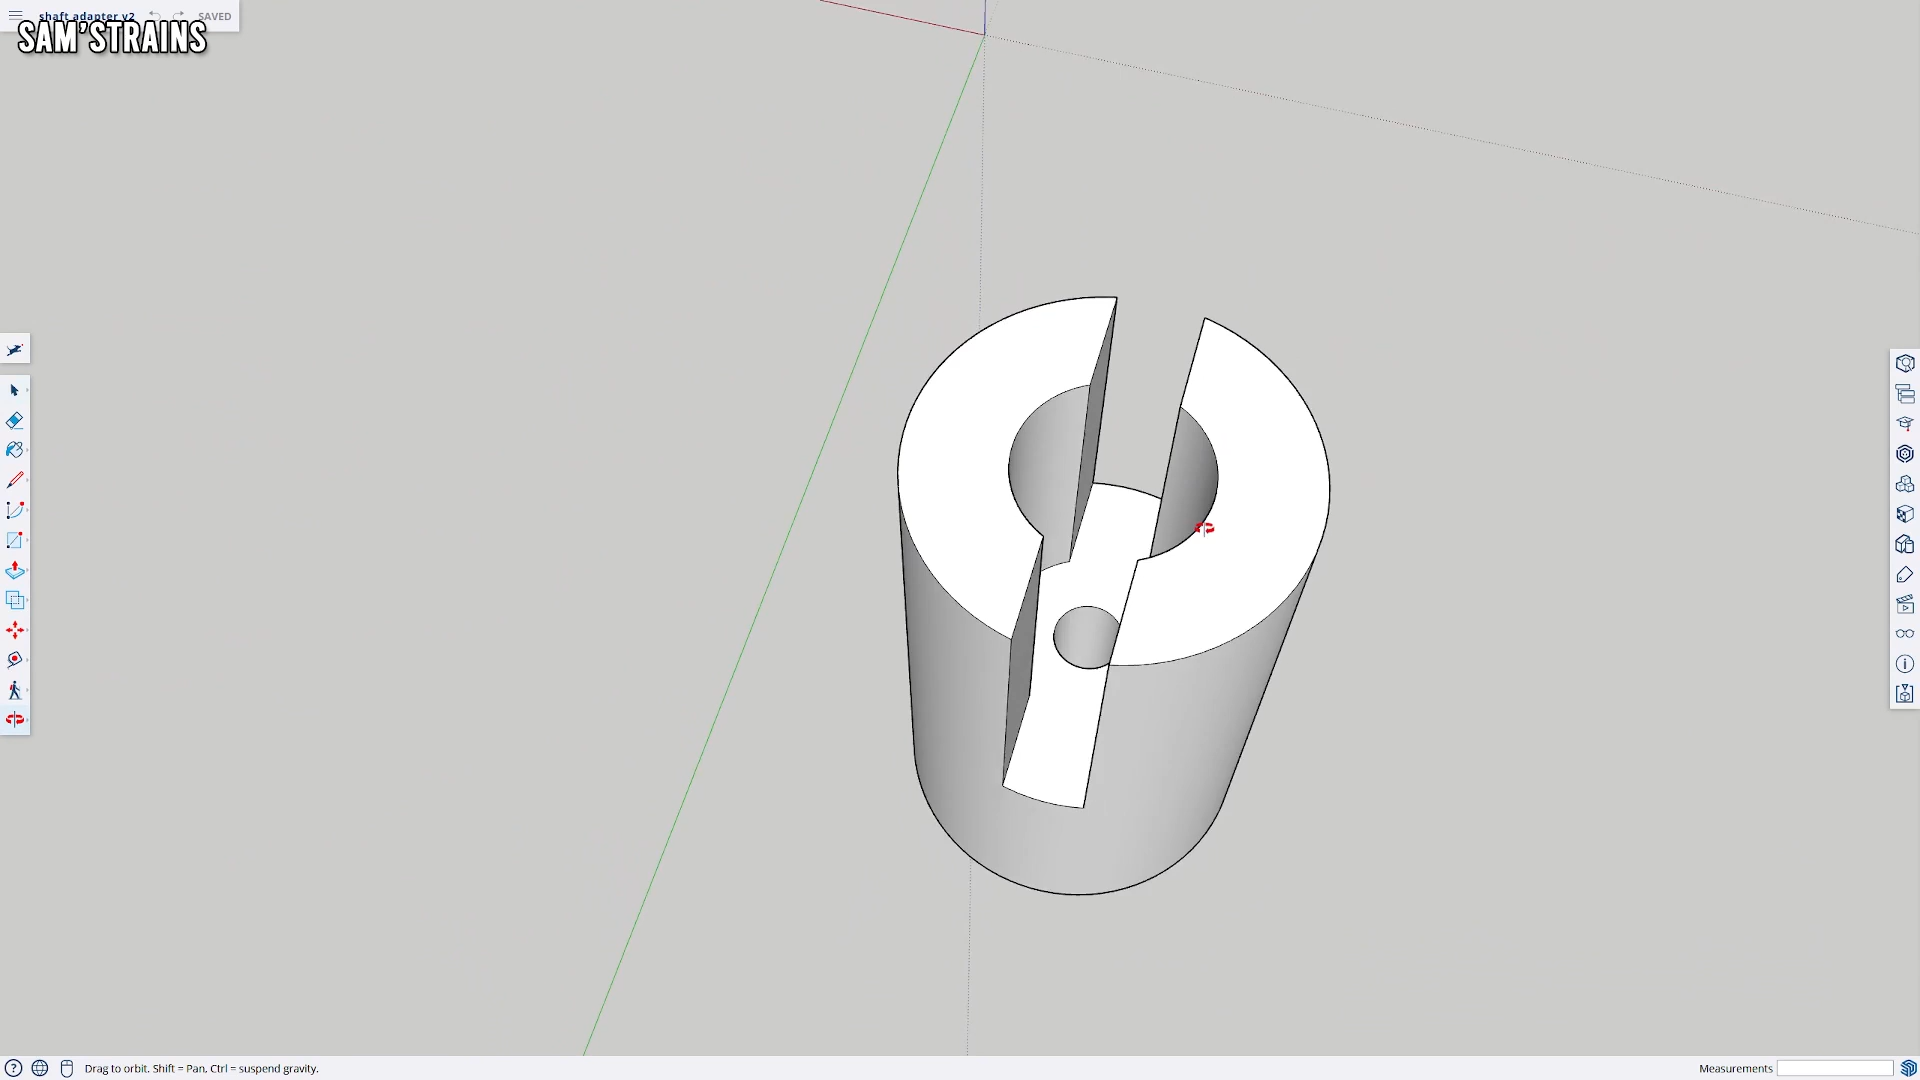 shaft adapter v2 SAVED
SAM'STRAINS
Drag to orbit. Shift = Pan, Ctrl = suspend gravity. Measurements